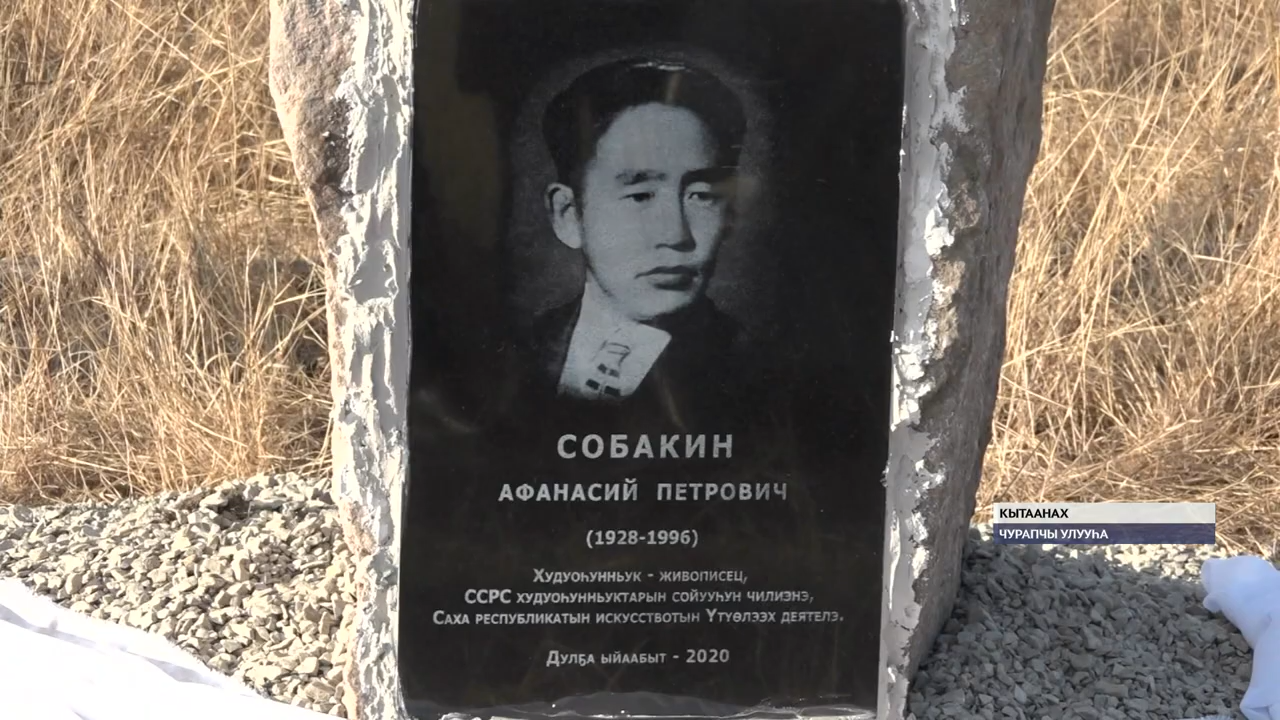 СОБАКИН
АФАНАСИЙ ПЕТРОВИЧ
(1928-1996)
Худуоһунньук - живописец,
ССРС худуоһунньуктарын сойууһун чилиэнэ,
Саха республикатын искусствотын Үтүөлээх деятелэ.
Дулҕа ыйаабыт - 2020
КЫТААНАХ
ЧУРАПЧЫ УЛУУҺА